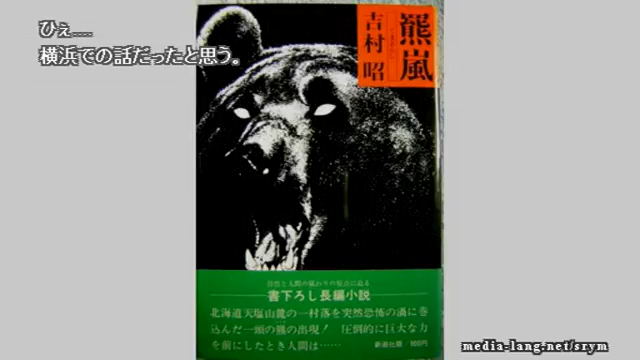 ひぇ.....
横浜での話だったと思う。
羆嵐
吉村昭
書下ろし長編小説
北海道天塩山麓の一村落を突然恐怖の渦に巻
込んだ一頭の羆の出現! 圧倒的に巨大な力
を前にしたとき人間は……
新潮社版
media-lang.net/srym